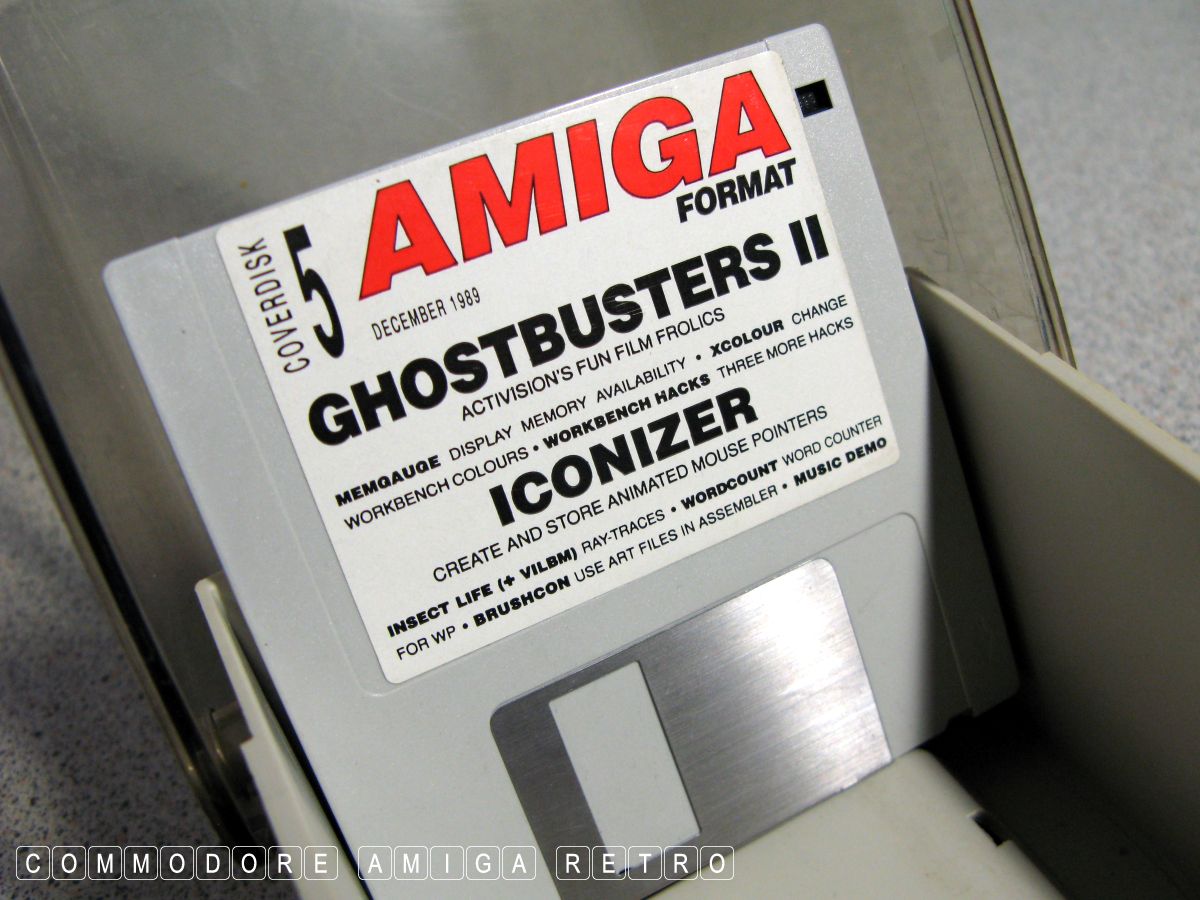 COVERDISK 5
AMIGA
FORMAT
DECEMBER 1989
GHOSTBUSTERS II
ACTIVISION'S FUN FILM FROLICS
MEMGAUGE DISPLAY MEMORY AVAILABILITY • XCOLOUR CHANGE
WORKBENCH COLOURS • WORKBENCH HACKS THREE MORE HACKS
ICONIZER
CREATE AND STORE ANIMATED MOUSE POINTERS
INSECT LIFE (+ VILBM) RAY-TRACES • WORDCOUNT WORD COUNTER
FOR WP • BRUSHCON USE ART FILES IN ASSEMBLER • MUSIC DEMO
COMMODORE AMIGA RETRO